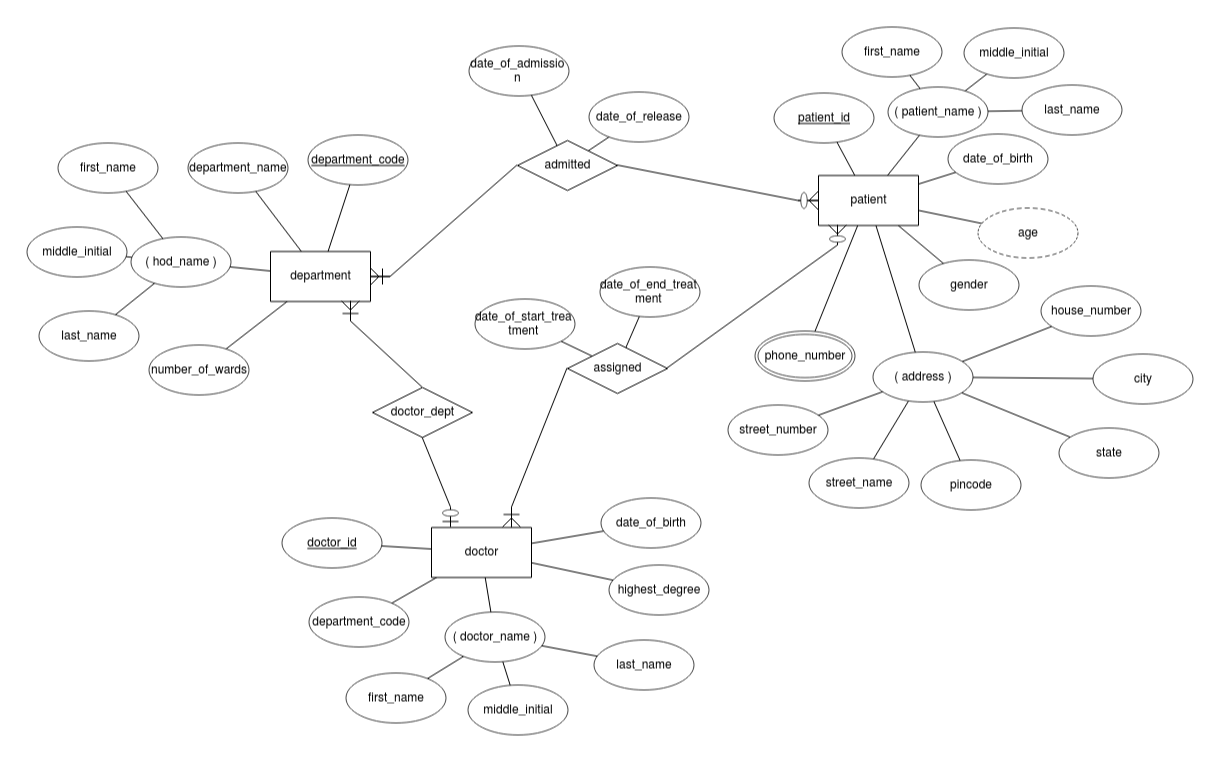 first_name
middle_initial
date_of_admissio
n
( patient_name )
last_name
patient_id
date_of_release
department_code
date_of_birth
first_name
department_name
admitted
patient
age
middle_initial
( hod_name )
department
gender
date_of_end_treat
ment
house_number
date_of_start_trea
tment
last_name
phone_number
number_of_wards
assigned
( address )
city
doctor_dept
street_number
state
street_name
pincode
date_of_birth
doctor_id
doctor
highest_degree
department_code
( doctor_name )
last_name
first_name
middle_initial